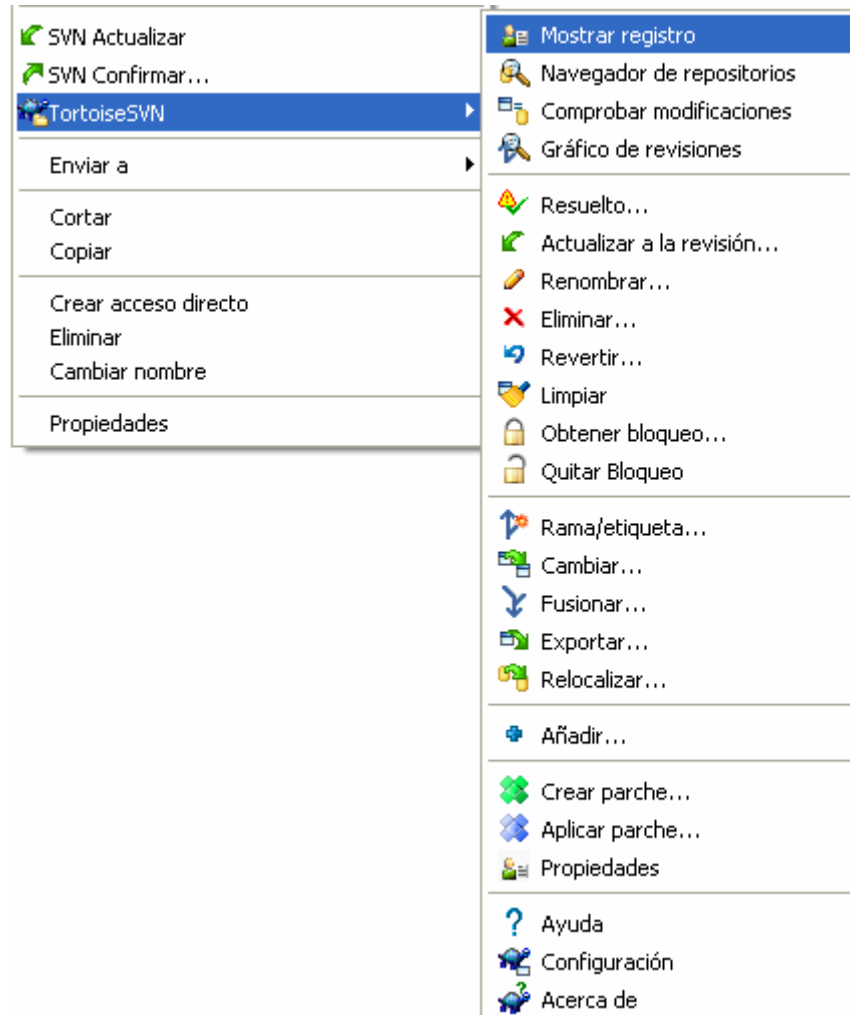 SVN Actualizar
SVN Confirmar...
TortoiseSVN
Enviar a
Cortar
Copiar
Crear acceso directo
Eliminar
Cambiar nombre
Propiedades
Mostrar registro
Navegador de repositorios
Comprobar modificaciones
Gráfico de revisiones
Resuelto...
Actualizar a la revisión...
Renombrar...
Eliminar...
Revertir...
Limpiar
Obtener bloqueo...
Quitar Bloqueo
Rama/etiqueta...
Cambiar...
Fusionar...
Exportar...
Relocalizar...
Añadir...
Crear parche...
Aplicar parche...
Propiedades
Ayuda
Configuración
Acerca de